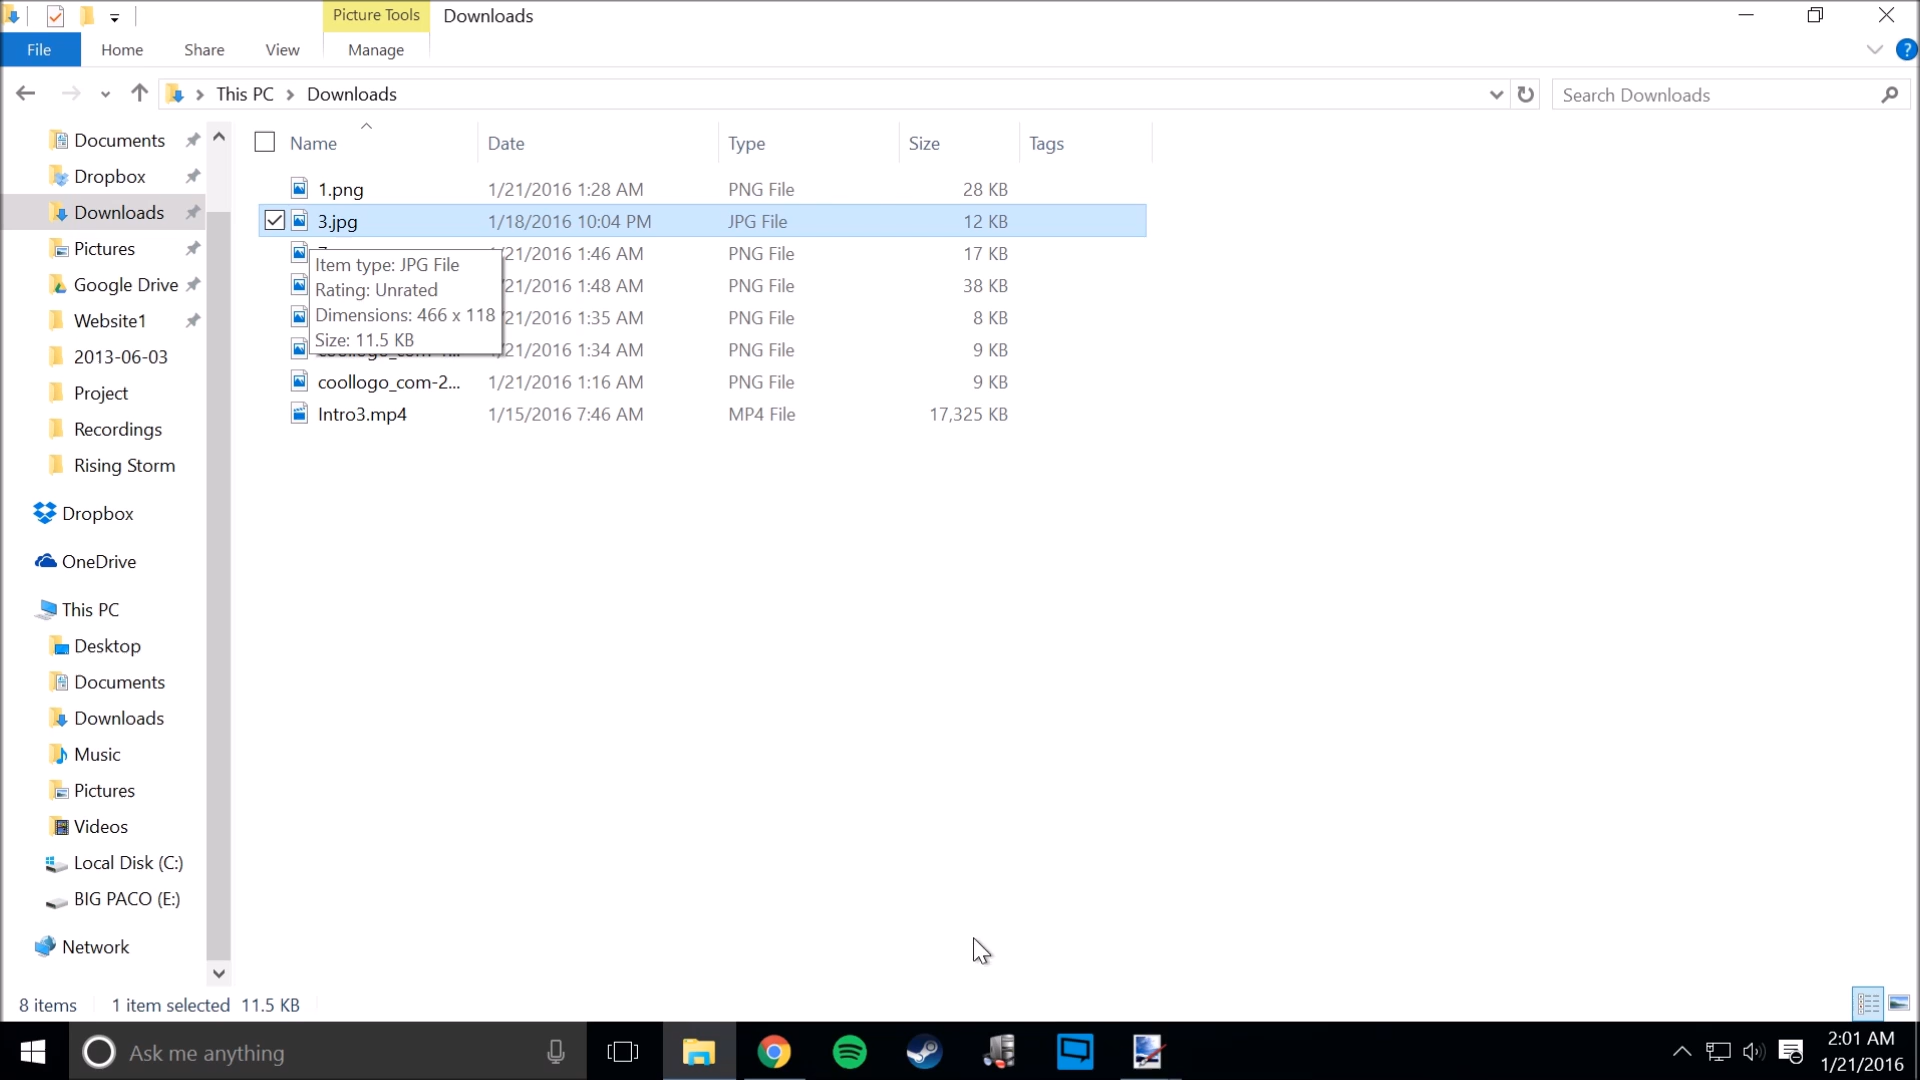 Picture Tools Downloads
File Home Share View Manage
This PC Downloads
Search Downloads
Documents
Dropbox
Downloads
Pictures
Google Drive
Website1
2013-06-03
Project
Recordings
Rising Storm
Dropbox
OneDrive
This PC
Desktop
Documents
Downloads
Music
Pictures
Videos
Local Disk (C:)
BIG PACO (E:)
Network
Name Date Type Size Tags
1.png 1/21/2016 1:28 AM PNG File 28 KB
3.jpg 1/18/2016 10:04 PM JPG File 12 KB
/21/2016 1:46 AM PNG File 17 KB
/21/2016 1:48 AM PNG File 38 KB
/21/2016 1:35 AM PNG File 8 KB
/21/2016 1:34 AM PNG File 9 KB
coollogo_com-2... 1/21/2016 1:16 AM PNG File 9 KB
Intro3.mp4 1/15/2016 7:46 AM MP4 File 17,325 KB
Item type: JPG File
Rating: Unrated
Dimensions: 466 x 118
Size: 11.5 KB
8 items 1 item selected 11.5 KB
Ask me anything
2:01 AM
1/21/2016